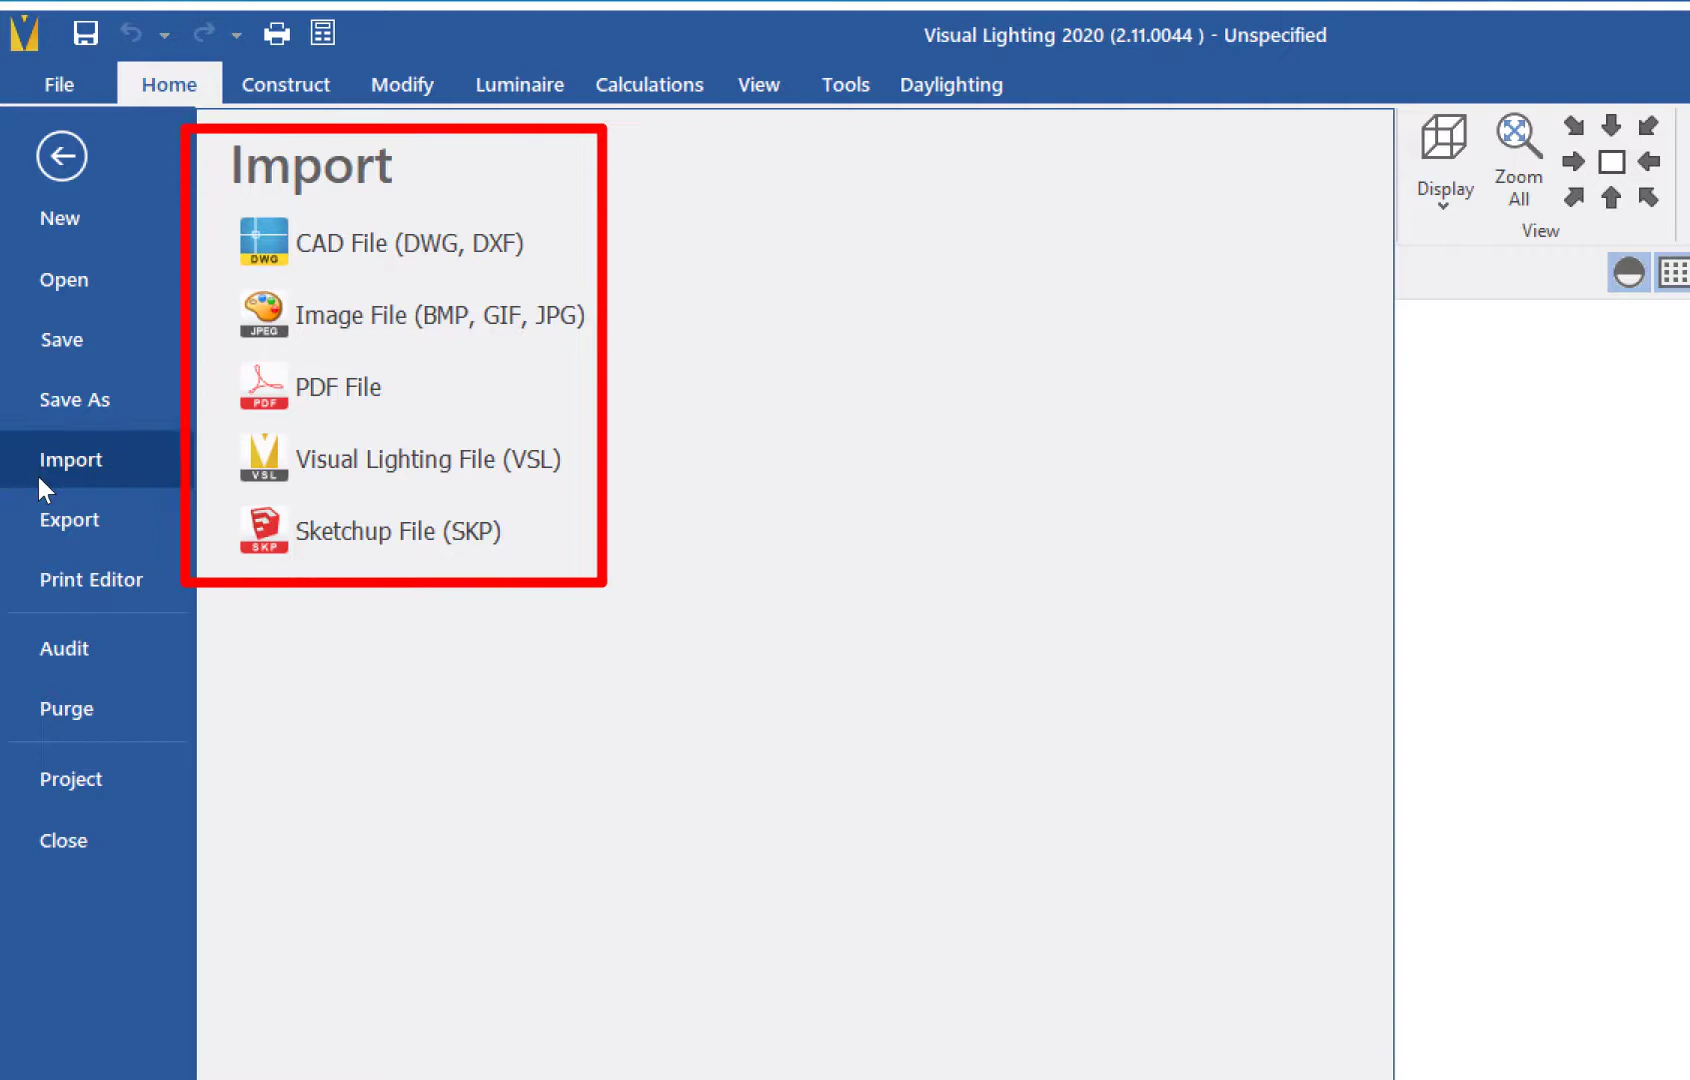 Visual Lighting 2020 (2.11.0044 ) - Unspecified
File
Home
Construct
Modify
Luminaire
Calculations
View
Tools
Daylighting
New
Open
Save
Save As
Import
Export
Print Editor
Audit
Purge
Project
Close
Import
DWG
CAD File (DWG, DXF)
JPEG
Image File (BMP, GIF, JPG)
PDF
PDF File
VSL
Visual Lighting File (VSL)
SKP
Sketchup File (SKP)
Display
Zoom
All
View